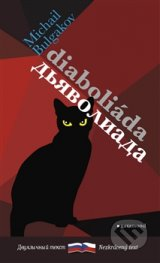 Michail
Bulgakov
diaboliáda
дьяволиада
Двуязычный текст
Nezkrácený text